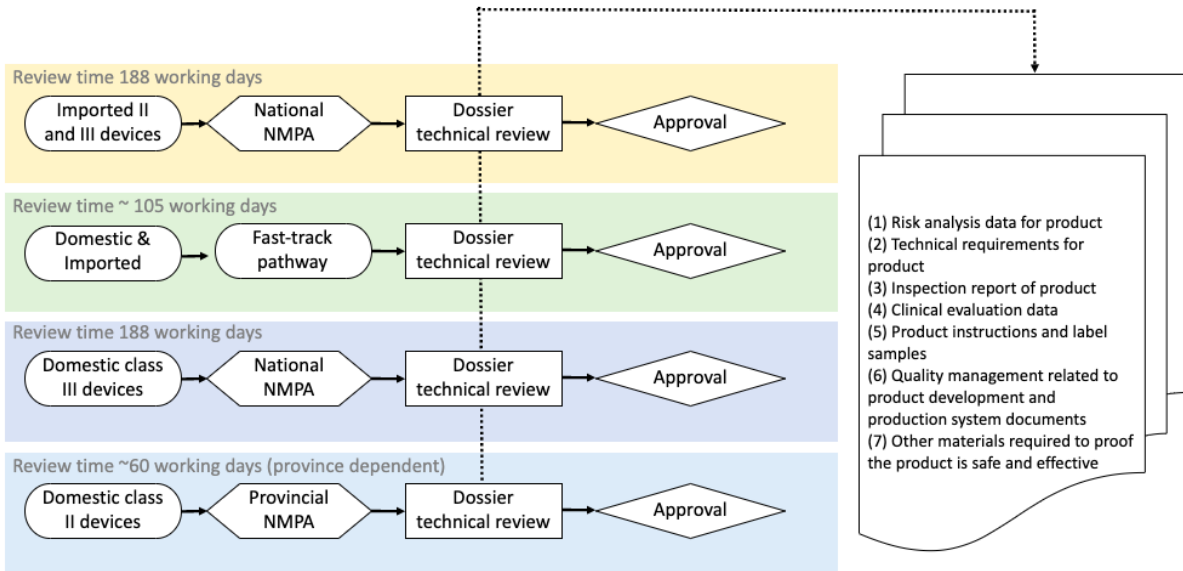 Review time 188 working days
Imported II
and III devices
National
NMPA
Dossier
technical review
Approval
Review time ~ 105 working days
Domestic &
Imported
Fast-track
pathway
Dossier
technical review
Approval
Review time 188 working days
Domestic class
III devices
National
NMPA
Dossier
technical review
Approval
Review time ~60 working days (province dependent)
Domestic class
II devices
Provincial
NMPA
Dossier
technical review
Approval
(1) Risk analysis data for product
(2) Technical requirements for
product
(3) Inspection report of product
(4) Clinical evaluation data
(5) Product instructions and label
samples
(6) Quality management related to
product development and
production system documents
(7) Other materials required to proof
the product is safe and effective